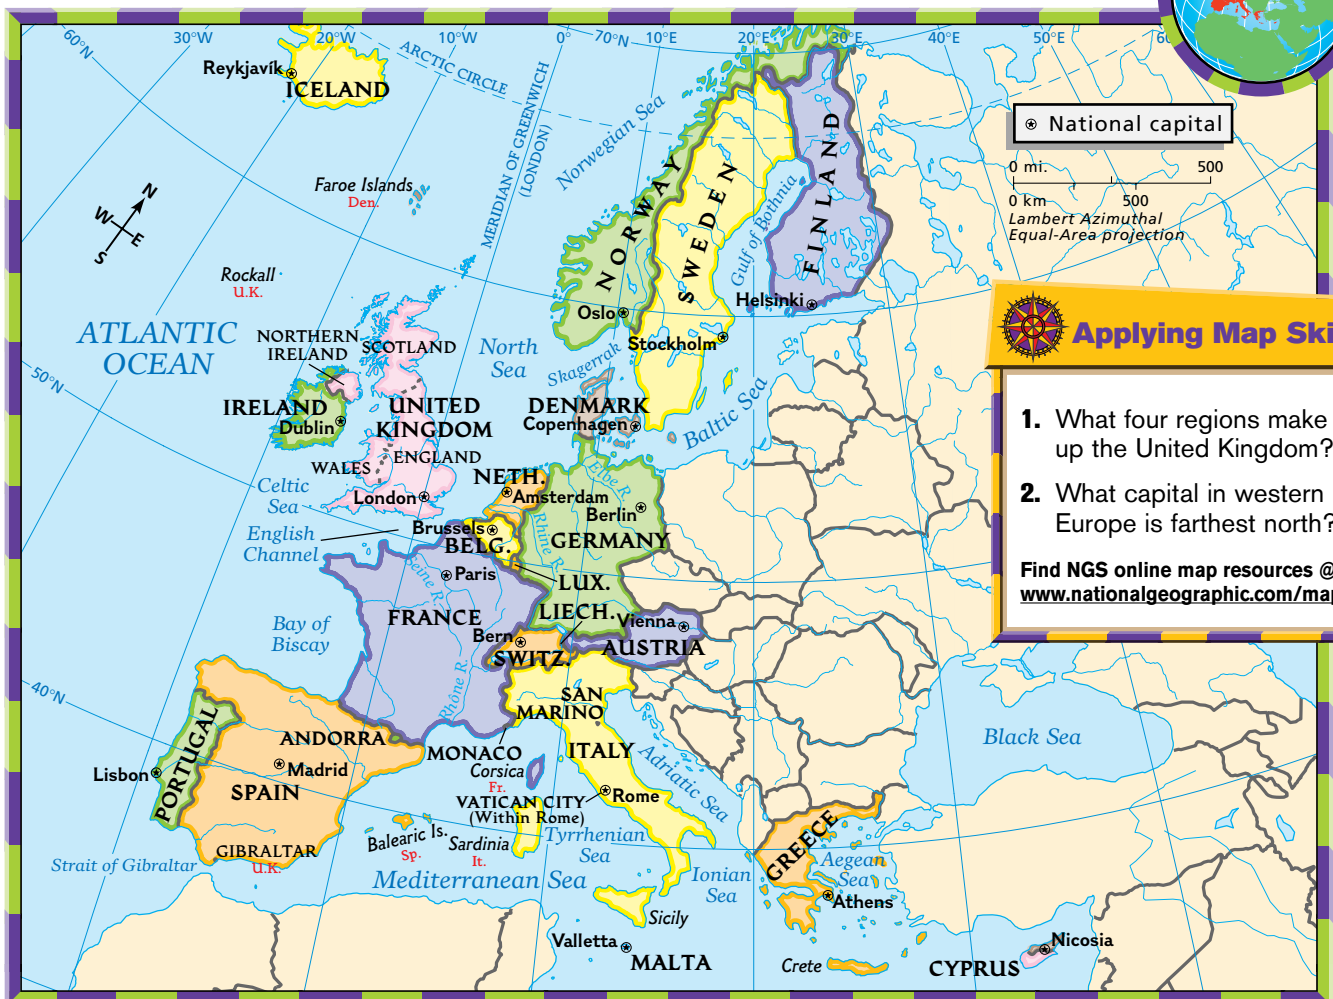 60°N
30°W
20°W
10°W
0°
70°N
10°E
20°E
30°E
40°E
ARCTIC CIRCLE
Reykjavík
ICELAND
MERIDIAN OF GREENWICH
(LONDON)
Norwegian Sea
National capital
0 mi.
500
0 km
500
Lambert Azimuthal
Equal-Area projection
Faroe Islands
Den.
N
W
E
S
Rockall
U.K.
NORWAY
SWEDEN
FINLAND
Gulf of Bothnia
Helsinki
Oslo
Stockholm
ATLANTIC
OCEAN
NORTHERN
IRELAND
SCOTLAND
North
Sea
Skagerrak
50°N
IRELAND
Dublin
UNITED
KINGDOM
DENMARK
Copenhagen
Baltic Sea
WALES
ENGLAND
London
Celtic
Sea
English
Channel
NETH.
Amsterdam
Elbe R.
Berlin
Brussels
BELG.
Rhine R.
GERMANY
Seine R.
Paris
LUX.
FRANCE
LIECH.
Vienna
Bern
SWITZ.
AUSTRIA
Bay of
Biscay
Rhône R.
40°N
SAN
MARINO
PORTUGAL
Lisbon
ANDORRA
Madrid
SPAIN
MONACO
Corsica
Fr.
ITALY
Adriatic Sea
VATICAN CITY
(Within Rome)
Rome
Black Sea
Strait of Gibraltar
GIBRALTAR
U.K.
Balearic Is.
Sp.
Sardinia
It.
Tyrrhenian
Sea
Mediterranean Sea
Ionian
Sea
GREECE
Aegean
Sea
Athens
Sicily
Valletta
MALTA
Crete
CYPRUS
Nicosia
Applying Map Ski
1. What four regions make
up the United Kingdom?
2. What capital in western
Europe is farthest north?
Find NGS online map resources @
www.nationalgeographic.com/map